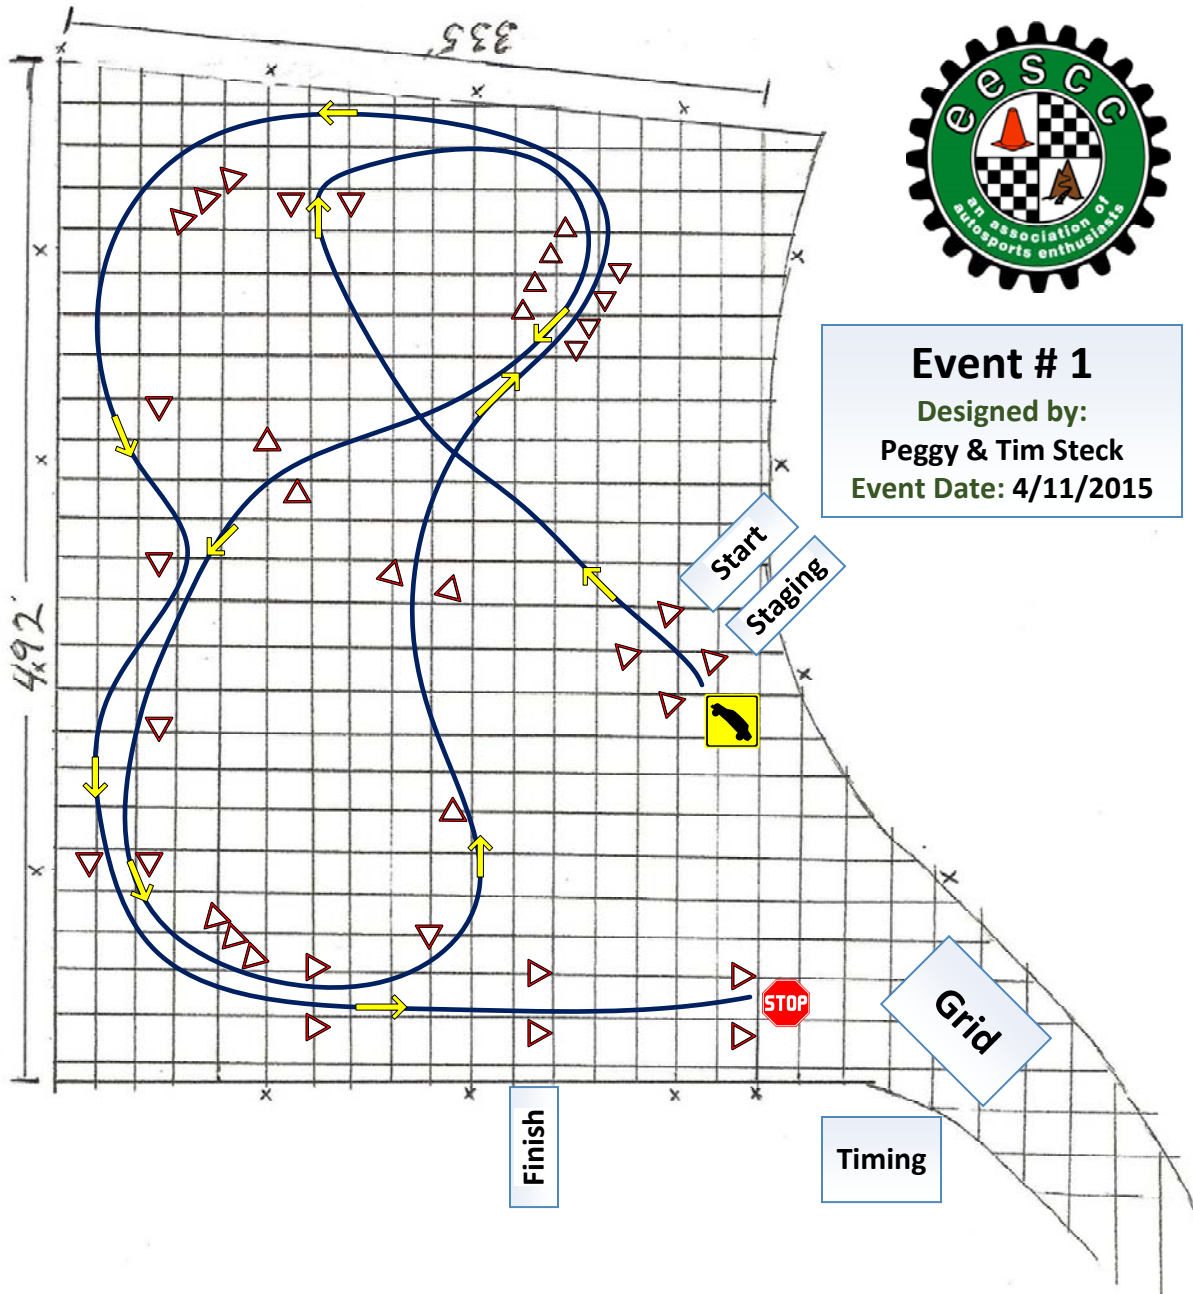 335'
eescc
an association of
autosports enthusiasts
Event # 1
Designed by:
Peggy & Tim Steck
Event Date: 4/11/2015
Start
Staging
492'
STOP
Grid
Finish
Timing